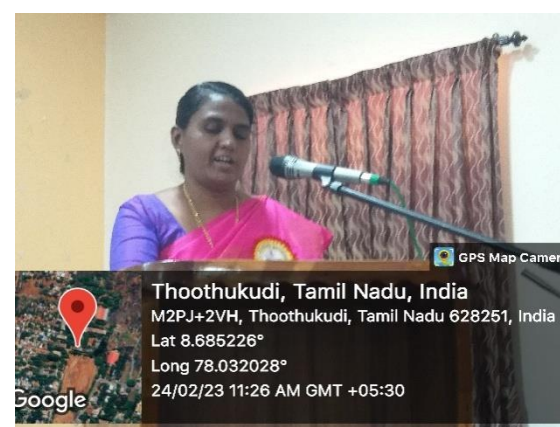 GPS Map Camer
Thoothukudi, Tamil Nadu, India
M2PJ+2VH, Thoothukudi, Tamil Nadu 628251, India
Lat 8.685226°
Long 78.032028°
24/02/23 11:26 AM GMT +05:30
Google